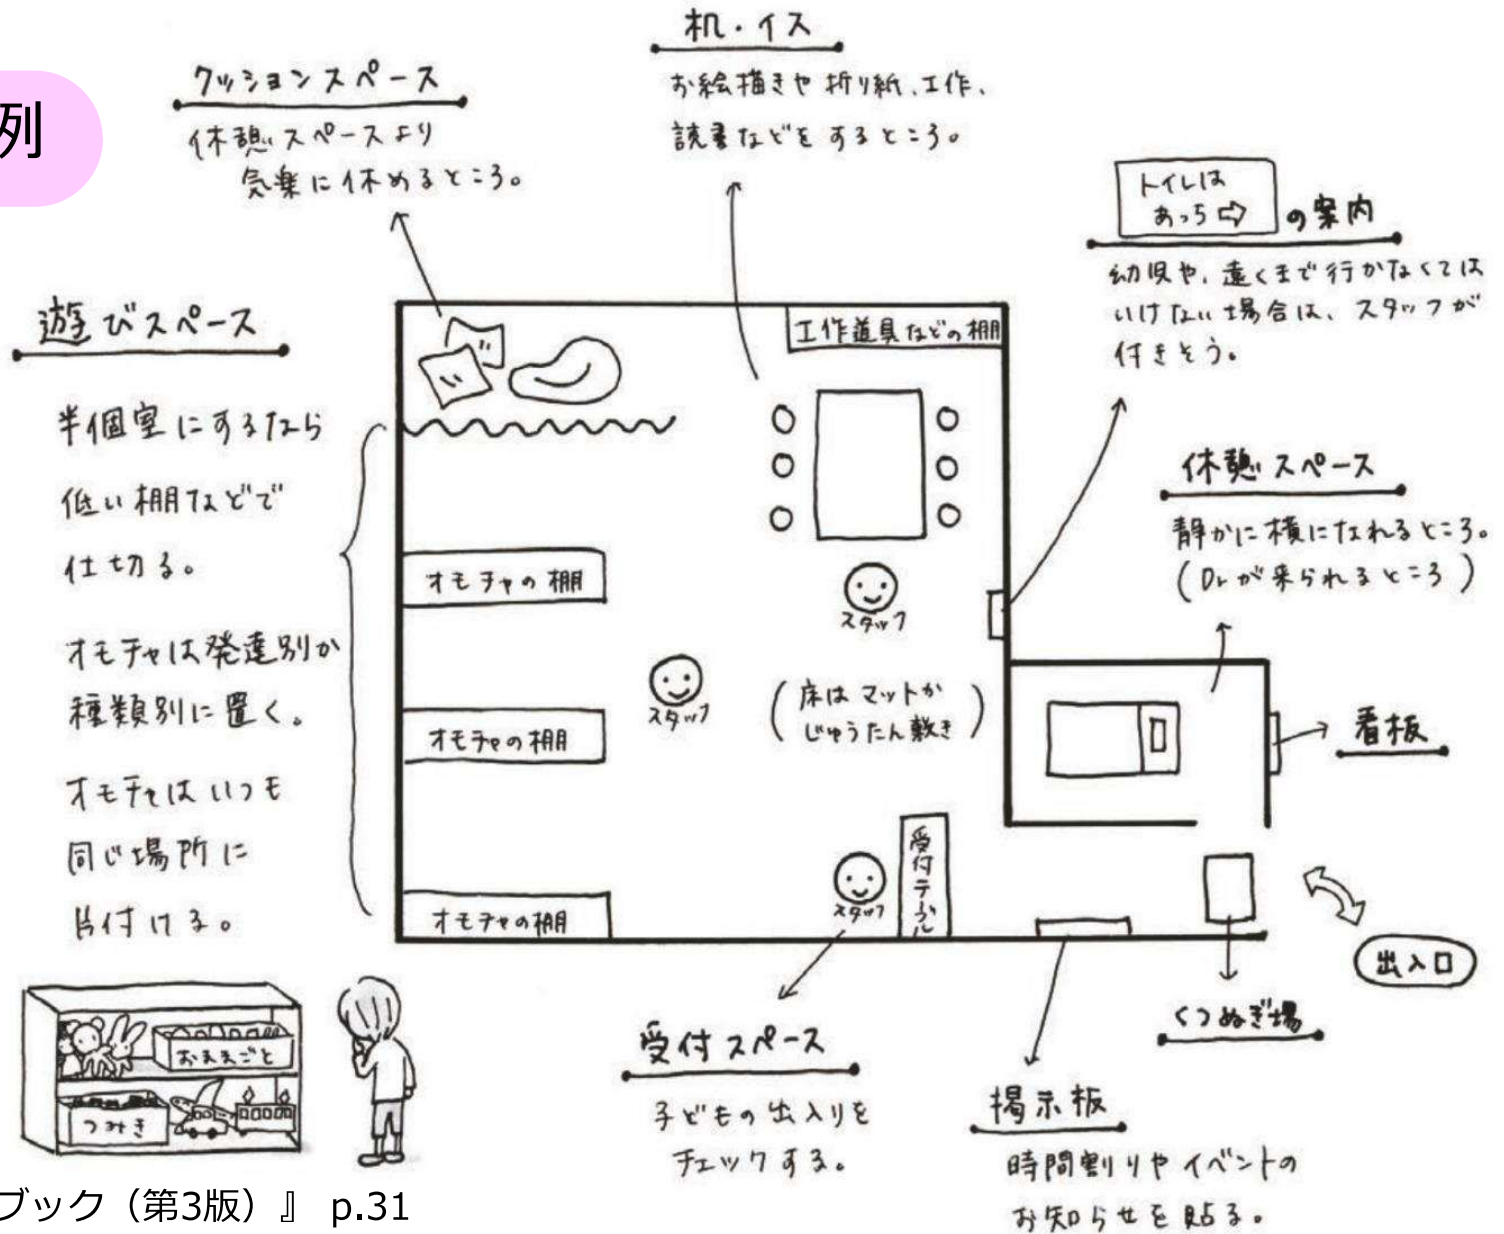 列
クッションスペース
休憩スペースより
気楽に休めるところ。
机・イス
お絵描きや折り紙、工作、
読書などをするところ。
トイレは
あっち⇨
の案内
幼児や、遠くまで行かなくては
いけない場合は、スタッフが
付きそう。
遊びスペース
半個室にするなら
低い棚などで
仕切る。
オモチャは発達別か
種類別に置く。
オモチャはいつも
同じ場所に
片付ける。
工作道具などの棚
オモチャの棚
オモチャの棚
オモチャの棚
スタッフ
スタッフ
スタッフ
(床はマットか
じゅうたん敷き)
受付テーブル
休憩スペース
静かに横になれるところ。
(Drが来られるところ)
看板
出入口
くつぬぎ場
受付スペース
子どもの出入りを
チェックする。
掲示板
時間割りやイベントの
お知らせを貼る。
おままごと
つみき
ブック（第3版）』 p.31